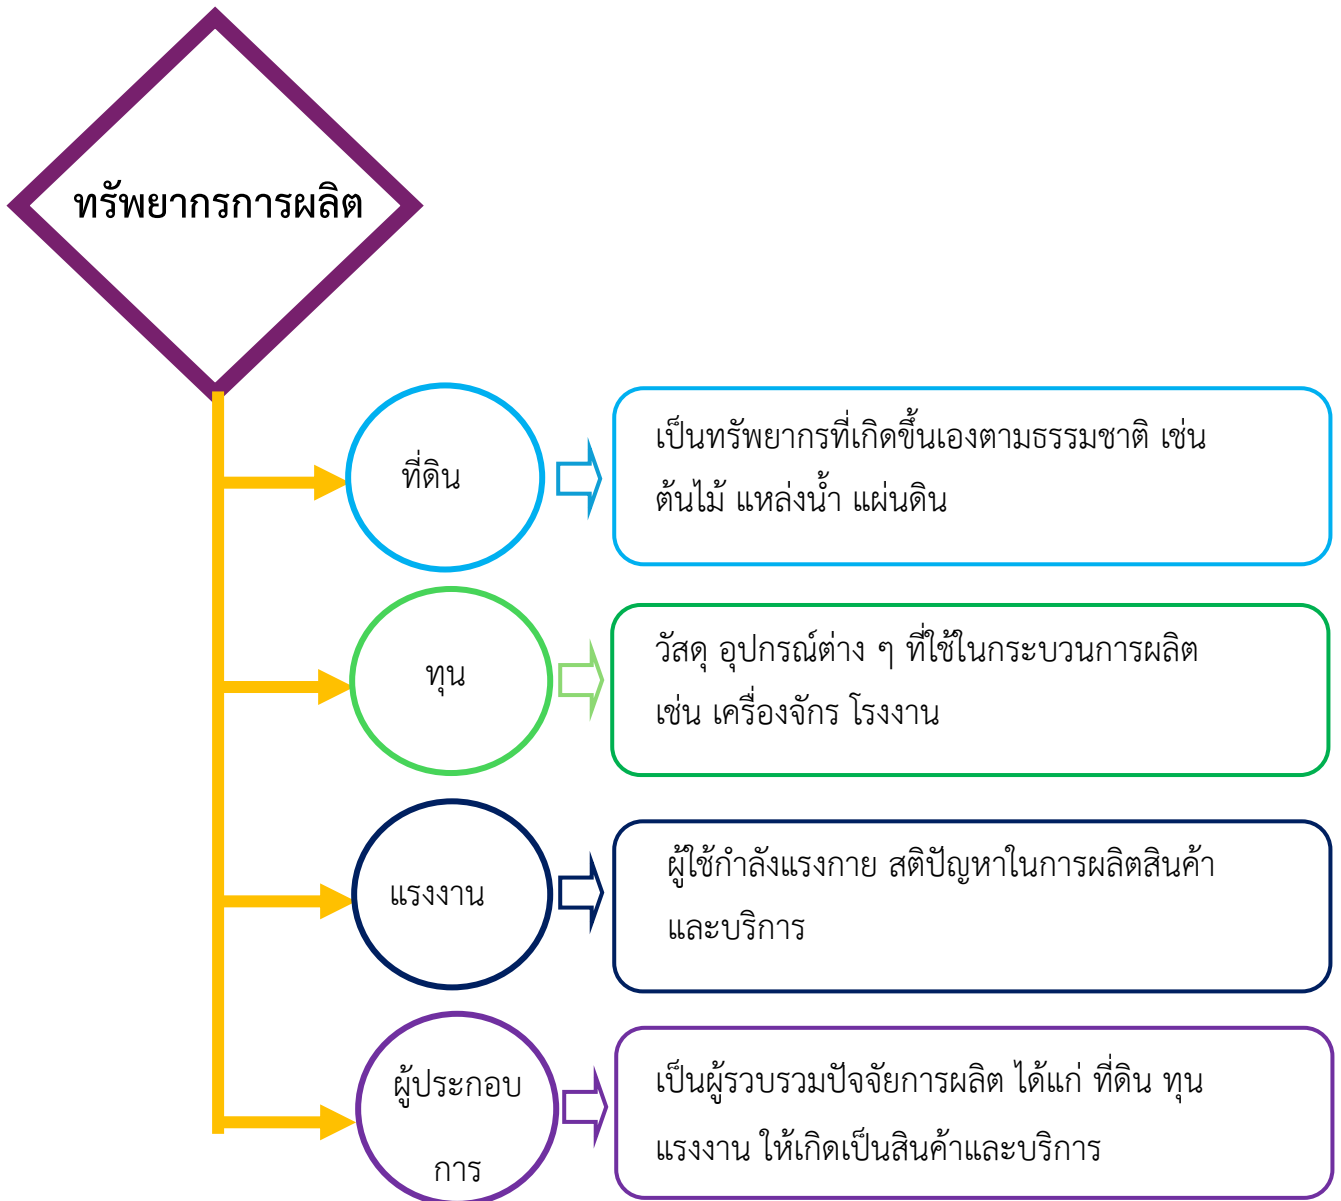 ทรัพยากรการผลิต
ที่ดิน
เป็นทรัพยากรที่เกิดขึ้นเองตามธรรมชาติ เช่น
ต้นไม้ แหล่งน้ำ แผ่นดิน
ทุน
วัสดุ อุปกรณ์ต่าง ๆ ที่ใช้ในกระบวนการผลิต
เช่น เครื่องจักร โรงงาน
แรงงาน
ผู้ใช้กำลังแรงกาย สติปัญหาในการผลิตสินค้า
และบริการ
ผู้ประกอบ
การ
เป็นผู้รวบรวมปัจจัยการผลิต ได้แก่ ที่ดิน ทุน
แรงงาน ให้เกิดเป็นสินค้าและบริการ